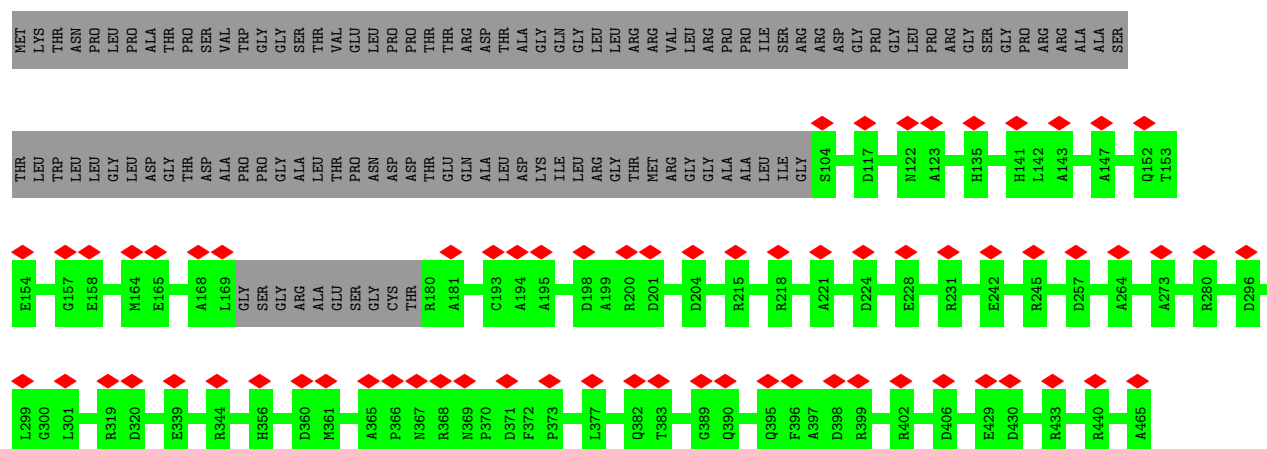 MET LYS THR ASN PRO LEU PRO ALA THR PRO SER VAL TRP GLY GLY SER THR VAL GLU LEU PRO PRO THR THR ARG ASP THR ALA GLY GLN GLY LEU LEU ARG ARG VAL LEU ARG PRO PRO ILE SER ARG ARG ASP GLY PRO GLY LEU PRO ARG GLY SER GLY PRO ARG ARG ALA ALA SER
THR LEU TRP LEU LEU GLY LEU ASP GLY THR ASP ALA PRO PRO GLY ALA LEU THR PRO ASN ASP ASP THR GLU GLN ALA LEU ASP LYS ILE LEU ARG GLY THR MET ARG GLY GLY ALA ALA LEU ILE GLY S104 D117 N122 A123 H135 H141 L142 A143 A147 Q152 T153
E154 G157 E158 M164 E165 A168 L169 GLY SER GLY ARG ALA GLU SER GLY CYS THR R180 A181 C193 A194 A195 D198 A199 R200 D201 D204 R215 R218 A221 D224 E228 R231 E242 R245 D257 A264 A273 R280 D296
L299 G300 L301 R319 D320 E339 R344 H356 D360 M361 A365 P366 N367 R368 N369 P370 D371 F372 P373 L377 Q382 T383 G389 Q390 Q395 F396 A397 D398 R399 R402 D406 E429 D430 R433 R440 A465